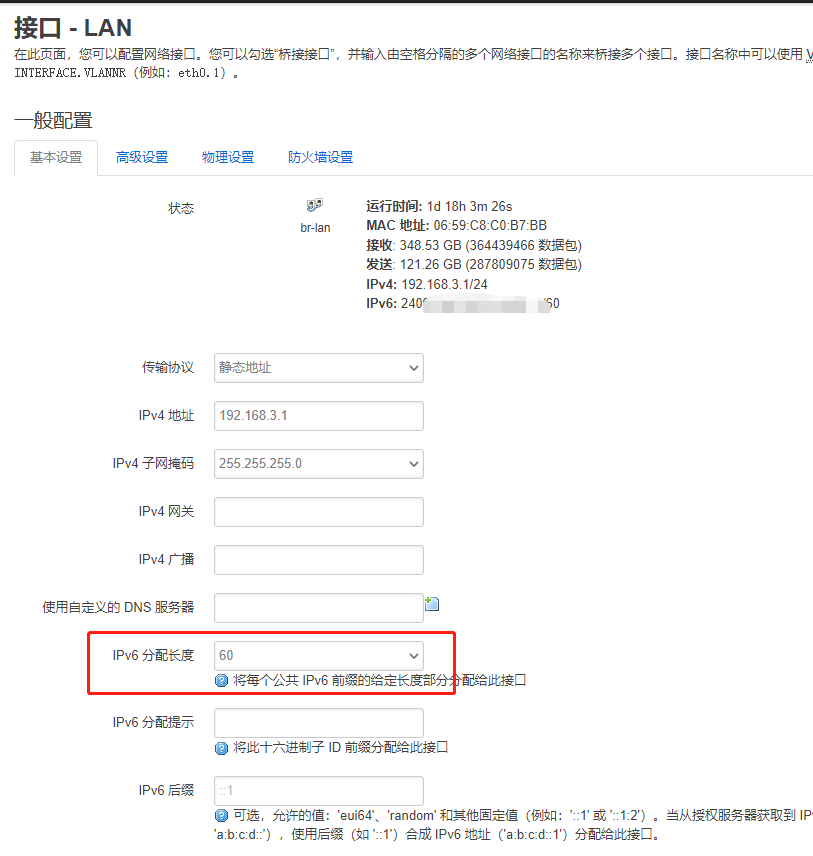 接口 - LAN
在此页面，您可以配置网络接口。您可以勾选“桥接接口”，并输入由空格分隔的多个网络接口的名称来桥接多个接口。接口名称中可以使用
INTERFACE.VLANNR（例如：eth0.1）。
一般配置
基本设置 高级设置 物理设置 防火墙设置
状态
br-lan
运行时间: 1d 18h 3m 26s
MAC 地址: 06:59:C8:C0:B7:BB
接收: 348.53 GB (364439466 数据包)
发送: 121.26 GB (287809075 数据包)
IPv4: 192.168.3.1/24
IPv6: 240 /60
传输协议 静态地址
IPv4 地址 192.168.3.1
IPv4 子网掩码 255.255.255.0
IPv4 网关
IPv4 广播
使用自定义的 DNS 服务器
IPv6 分配长度 60
将每个公共 IPv6 前缀的给定长度部分分配给此接口
IPv6 分配提示
将此十六进制子 ID 前缀分配给此接口
IPv6 后缀 ::1
可选，允许的值：'eui64'、'random' 和其他固定值（例如：'::1' 或 '::1:2'）。当从授权服务器获取到
'a:b:c:d::'），使用后缀（如 '::1'）合成 IPv6 地址（'a:b:c:d::1'）分配给此接口。